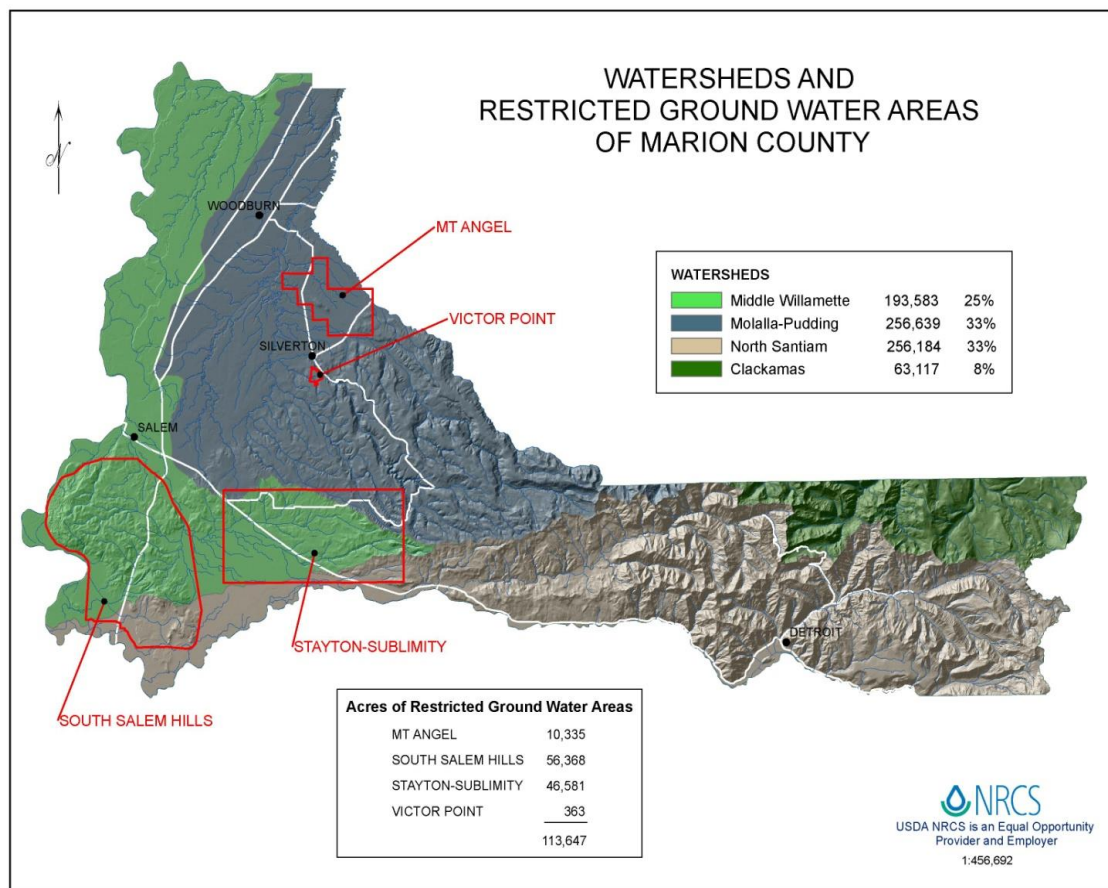 WATERSHEDS AND
RESTRICTED GROUND WATER AREAS
OF MARION COUNTY
N
WOODBURN
MT ANGEL
VICTOR POINT
SILVERTON
SALEM
WATERSHEDS
Middle Willamette 193,583 25%
Molalla-Pudding 256,639 33%
North Santiam 256,184 33%
Clackamas 63,117 8%
STAYTON-SUBLIMITY
DETROIT
SOUTH SALEM HILLS
Acres of Restricted Ground Water Areas
MT ANGEL 10,335
SOUTH SALEM HILLS 56,368
STAYTON-SUBLIMITY 46,581
VICTOR POINT 363
113,647
NRCS
USDA NRCS is an Equal Opportunity
Provider and Employer
1:456,692